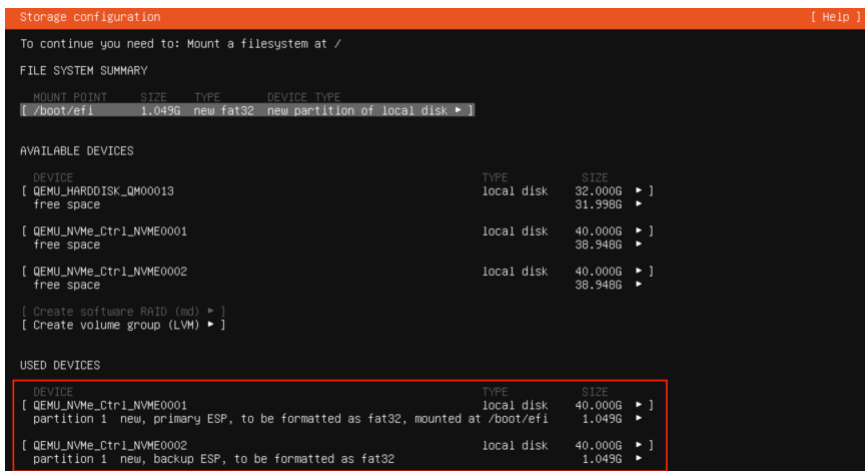 Storage configuration [ Help ]
To continue you need to: Mount a filesystem at /
FILE SYSTEM SUMMARY
MOUNT POINT SIZE TYPE DEVICE TYPE
[ /boot/efi 1.049G new fat32 new partition of local disk ▸ ]
AVAILABLE DEVICES
DEVICE TYPE SIZE
[ QEMU_HARDDISK_QM00013 local disk 32.000G ▸ ]
free space 31.998G ▸
[ QEMU_NVMe_Ctrl_NVME0001 local disk 40.000G ▸ ]
free space 38.948G ▸
[ QEMU_NVMe_Ctrl_NVME0002 local disk 40.000G ▸ ]
free space 38.948G ▸
[ Create software RAID (md) ▸ ]
[ Create volume group (LVM) ▸ ]
USED DEVICES
DEVICE TYPE SIZE
[ QEMU_NVMe_Ctrl_NVME0001 local disk 40.000G ▸ ]
partition 1 new, primary ESP, to be formatted as fat32, mounted at /boot/efi 1.049G ▸
[ QEMU_NVMe_Ctrl_NVME0002 local disk 40.000G ▸ ]
partition 1 new, backup ESP, to be formatted as fat32 1.049G ▸